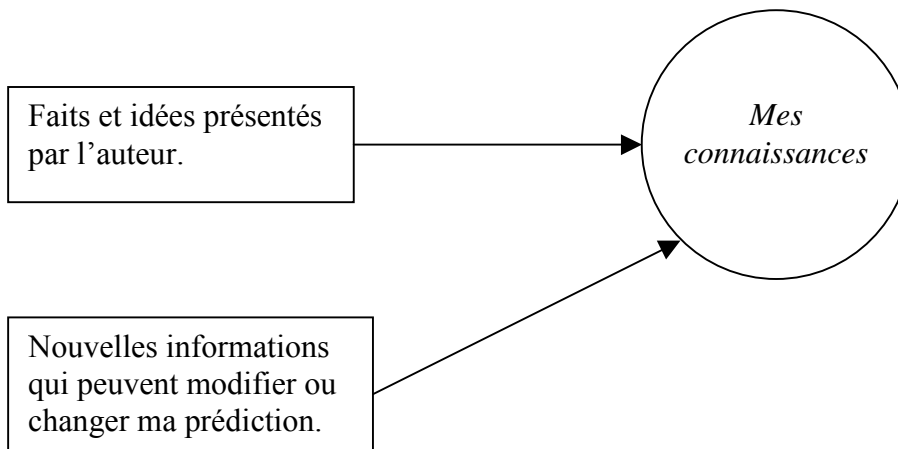 Faits et idées présentés
par l’auteur.
Mes
connaissances
Nouvelles informations
qui peuvent modifier ou
changer ma prédiction.